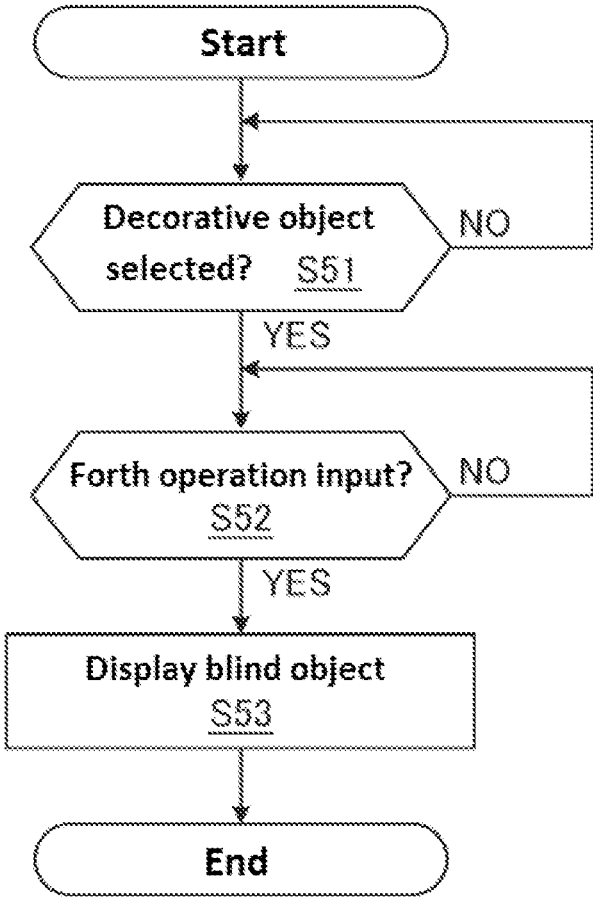 Start
Decorative object
NO
selected? S51
YES
Forth operation input?
NO
S52
YES
Display blind object
S53
End